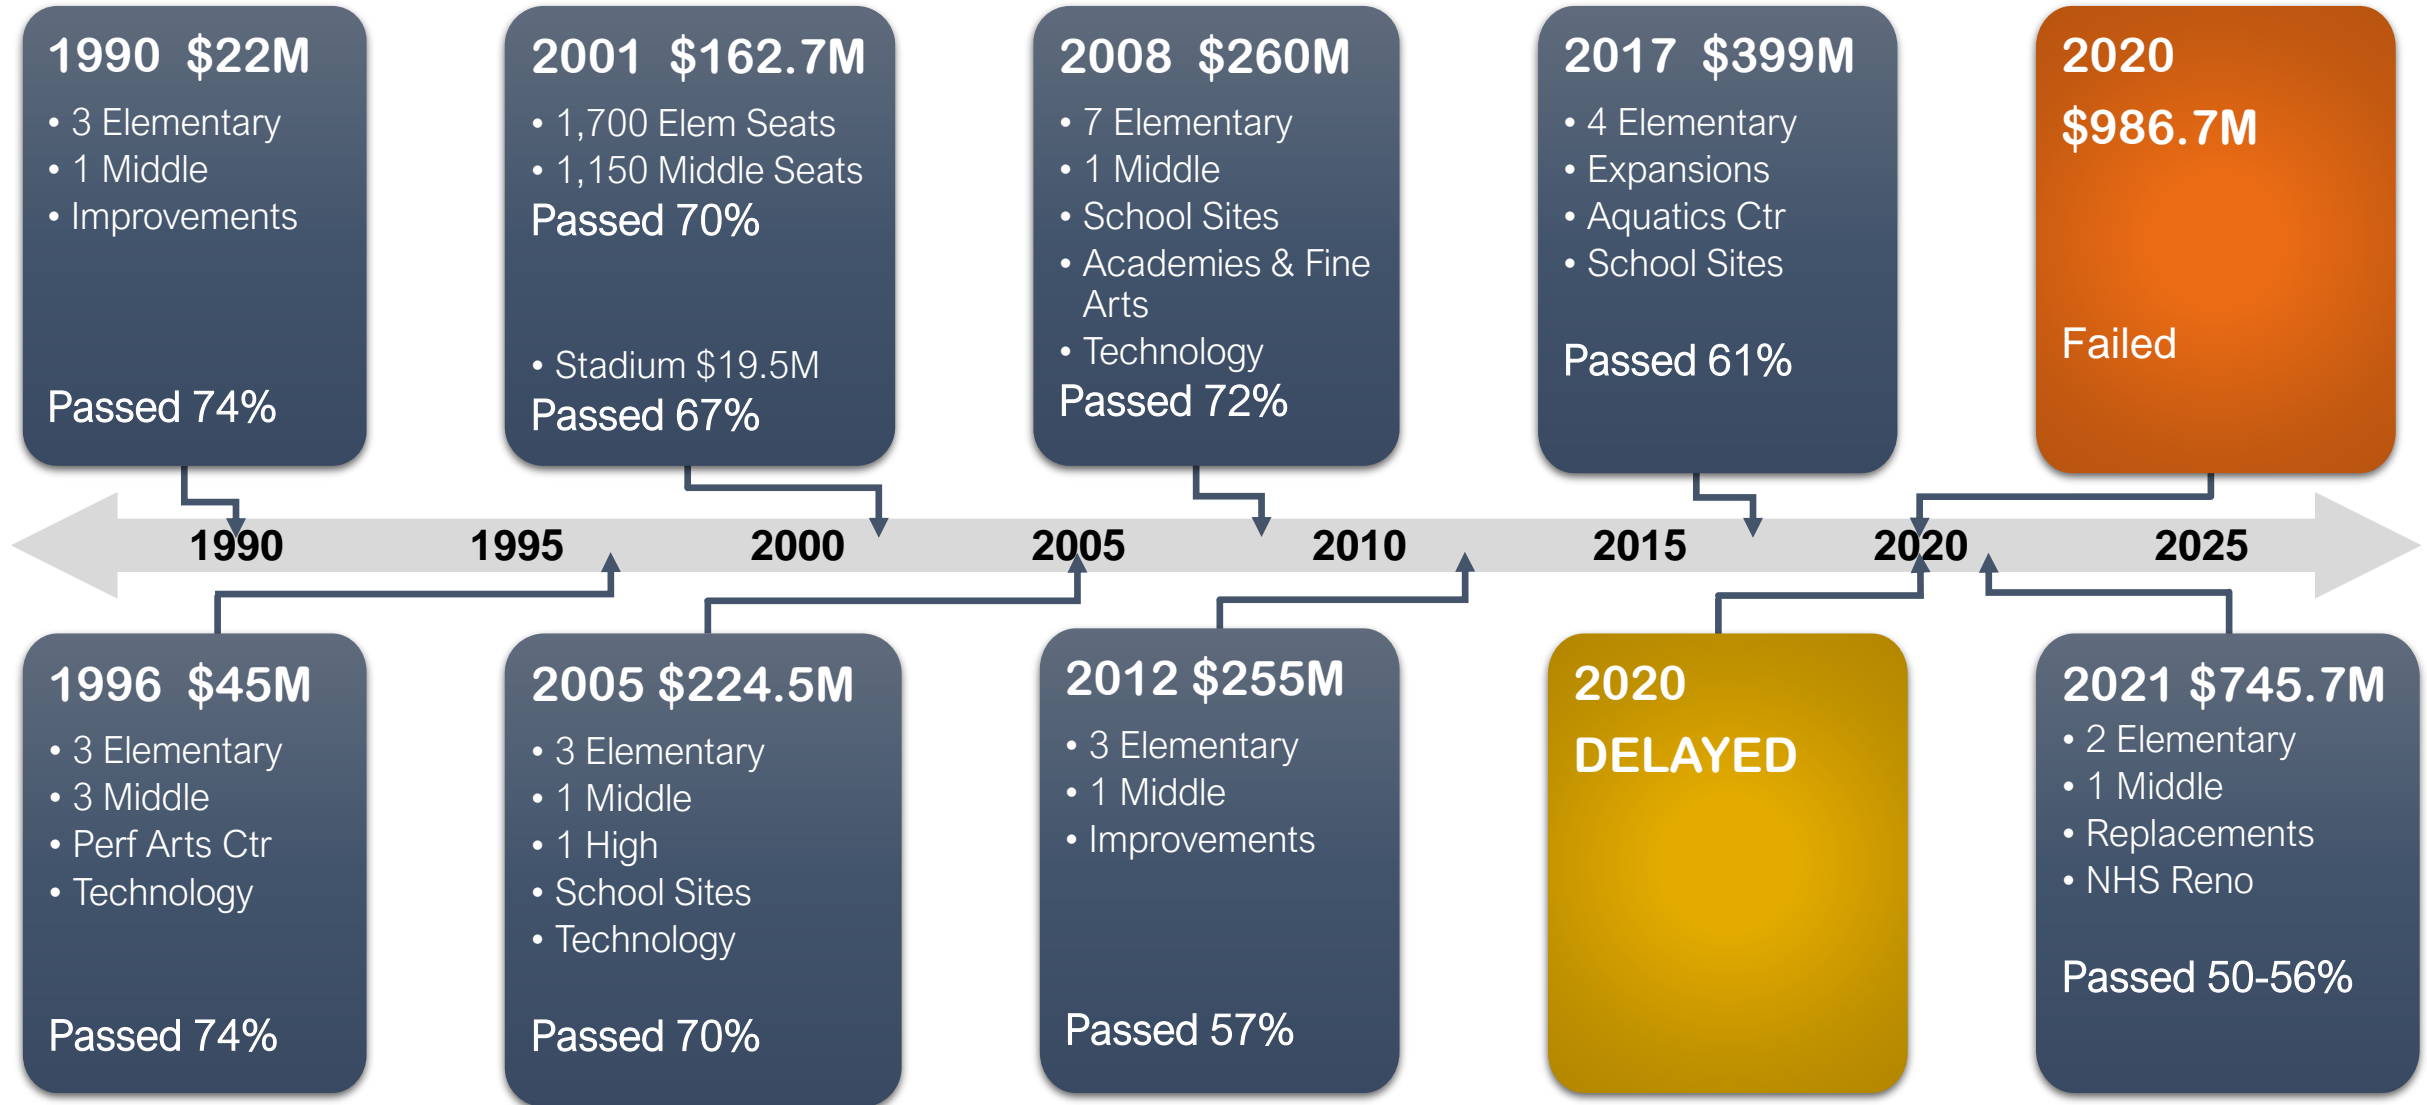 1990 $22M
• 3 Elementary
• 1 Middle
• Improvements
Passed 74%
2001 $162.7M
• 1,700 Elem Seats
• 1,150 Middle Seats
Passed 70%
• Stadium $19.5M
Passed 67%
2008 $260M
• 7 Elementary
• 1 Middle
• School Sites
• Academies & Fine
Arts
• Technology
Passed 72%
2017 $399M
• 4 Elementary
• Expansions
• Aquatics Ctr
• School Sites
Passed 61%
2020
$986.7M
Failed
1990 1995 2000 2005 2010 2015 2020 2025
1996 $45M
• 3 Elementary
• 3 Middle
• Perf Arts Ctr
• Technology
Passed 74%
2005 $224.5M
• 3 Elementary
• 1 Middle
• 1 High
• School Sites
• Technology
Passed 70%
2012 $255M
• 3 Elementary
• 1 Middle
• Improvements
Passed 57%
2020
DELAYED
2021 $745.7M
• 2 Elementary
• 1 Middle
• Replacements
• NHS Reno
Passed 50-56%